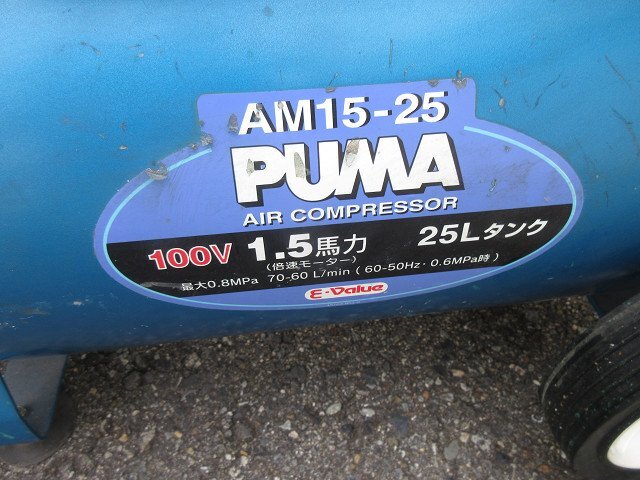 AM15-25
PUMA
AIR COMPRESSOR
100V 1.5馬力 25Lタンク
(倍速モーター)
最大0.8MPa 70-60 L/min ( 60-50Hz・0.6MPa時 )
E-Value